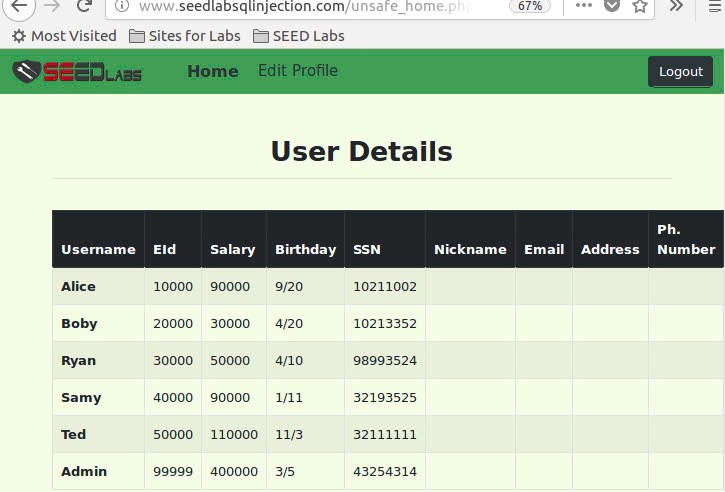 www.seedlabsqlinjection.com/unsafe_home.php 67%
Most Visited Sites for Labs SEED Labs
SEED LABS Home Edit Profile Logout
User Details
Username EId Salary Birthday SSN Nickname Email Address Ph. Number
Alice 10000 90000 9/20 10211002
Boby 20000 30000 4/20 10213352
Ryan 30000 50000 4/10 98993524
Samy 40000 90000 1/11 32193525
Ted 50000 110000 11/3 32111111
Admin 99999 400000 3/5 43254314